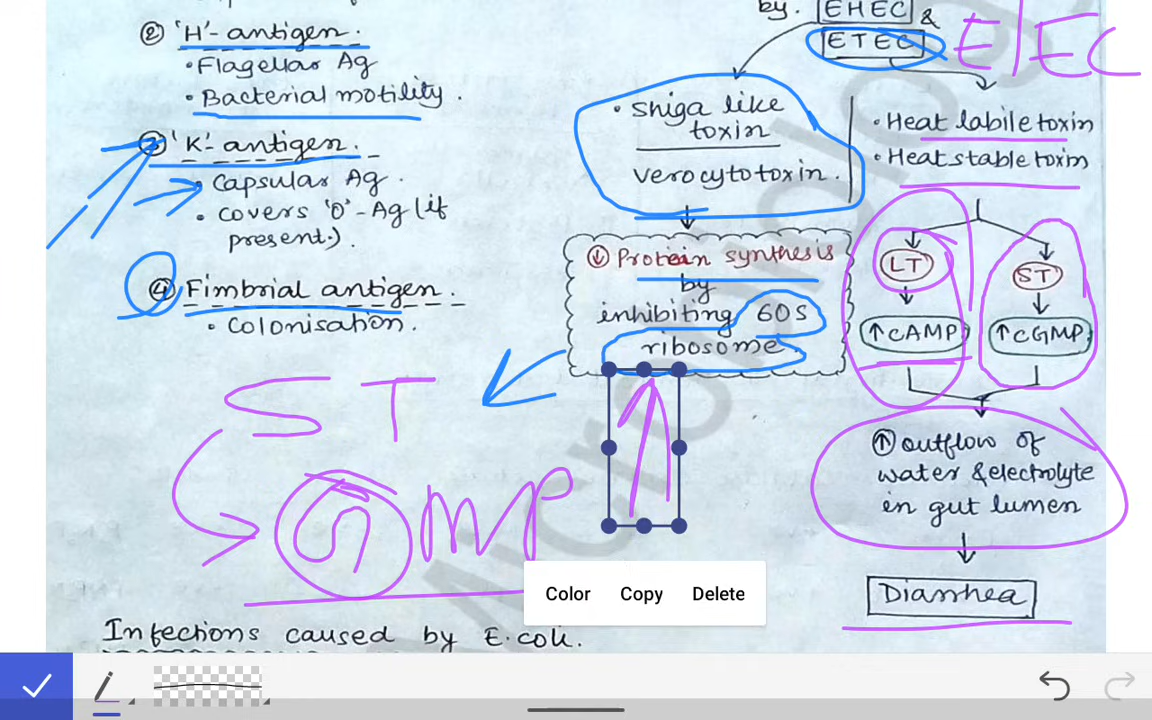 ② 'H'-antigen.
• Flagellar Ag
• Bacterial motility.
③ 'K'-antigen.
• Capsular Ag.
• covers 'O'-Ag (if
present.).
④ Fimbrial antigen.
• Colonisation.
ST
Infections caused by E.coli.
by. EHEC &
ETEC
EIEC
• Shiga like
toxin
verocytotoxin.
↓ Protein synthesis
by
inhibiting 60S
ribosome
• Heat labile toxin
• Heat stable toxin
LT
ST
↑cAMP
↑cGMP
↑ outflow of
water & electrolyte
in gut lumen
Diarrhea
Color Copy Delete